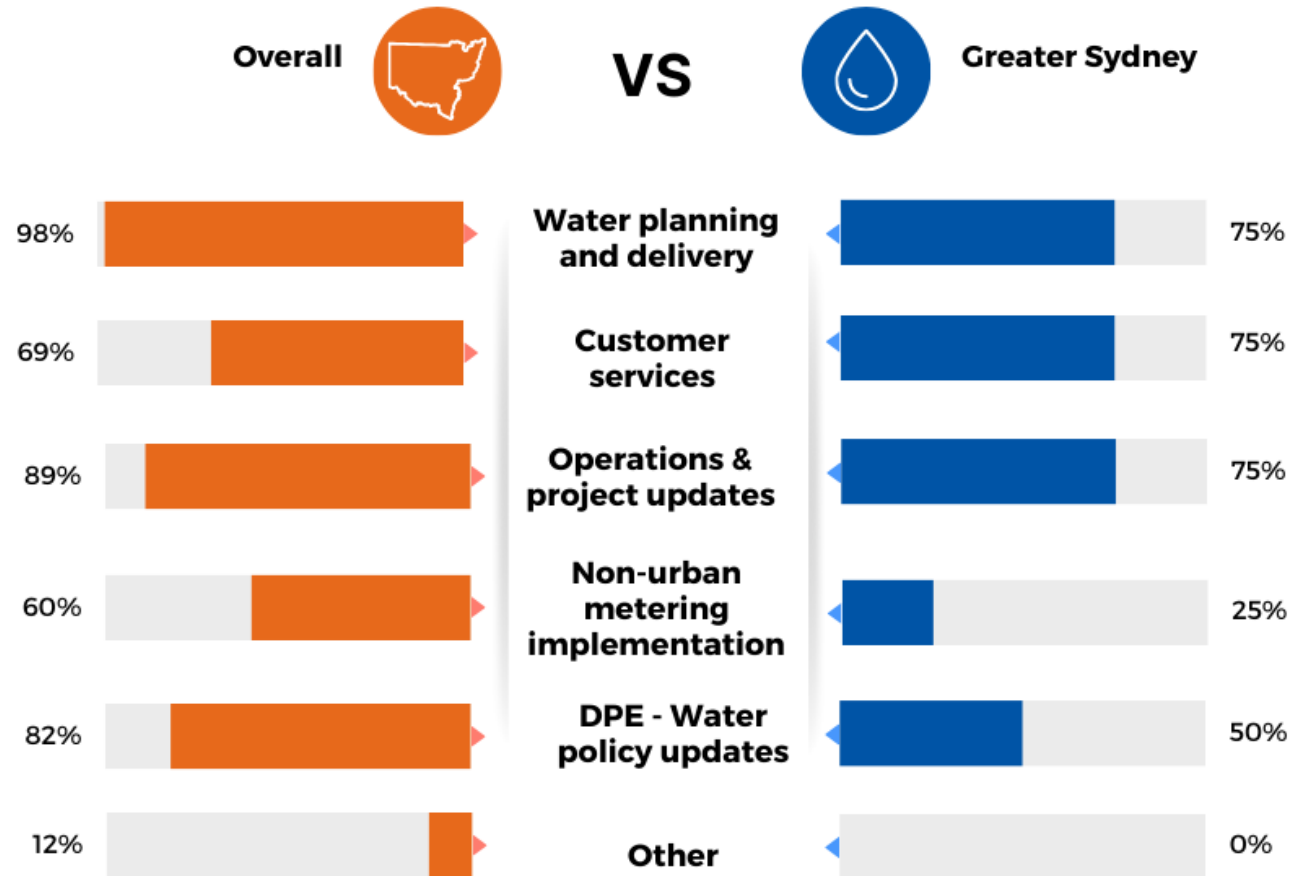 Overall
VS
Greater Sydney
98%
Water planning
and delivery
75%
69%
Customer
services
75%
89%
Operations &
project updates
75%
60%
Non-urban
metering
implementation
25%
82%
DPE - Water
policy updates
50%
12%
Other
0%